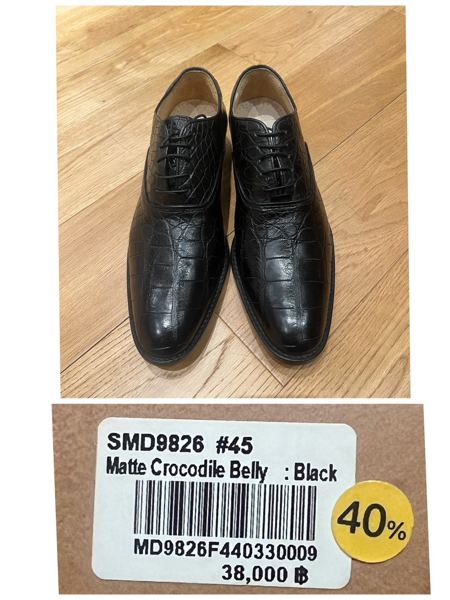 SMD9826 #45
Matte Crocodile Belly : Black
MD9826F440330009
38,000 ฿
40%